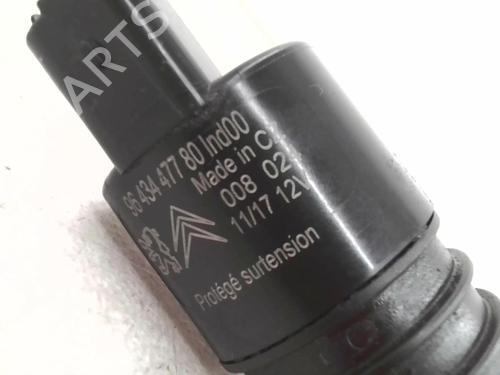 ARTS
96 434 477 80 Ind00
Made in C
008 02
11/17 12V
Protégé surtension